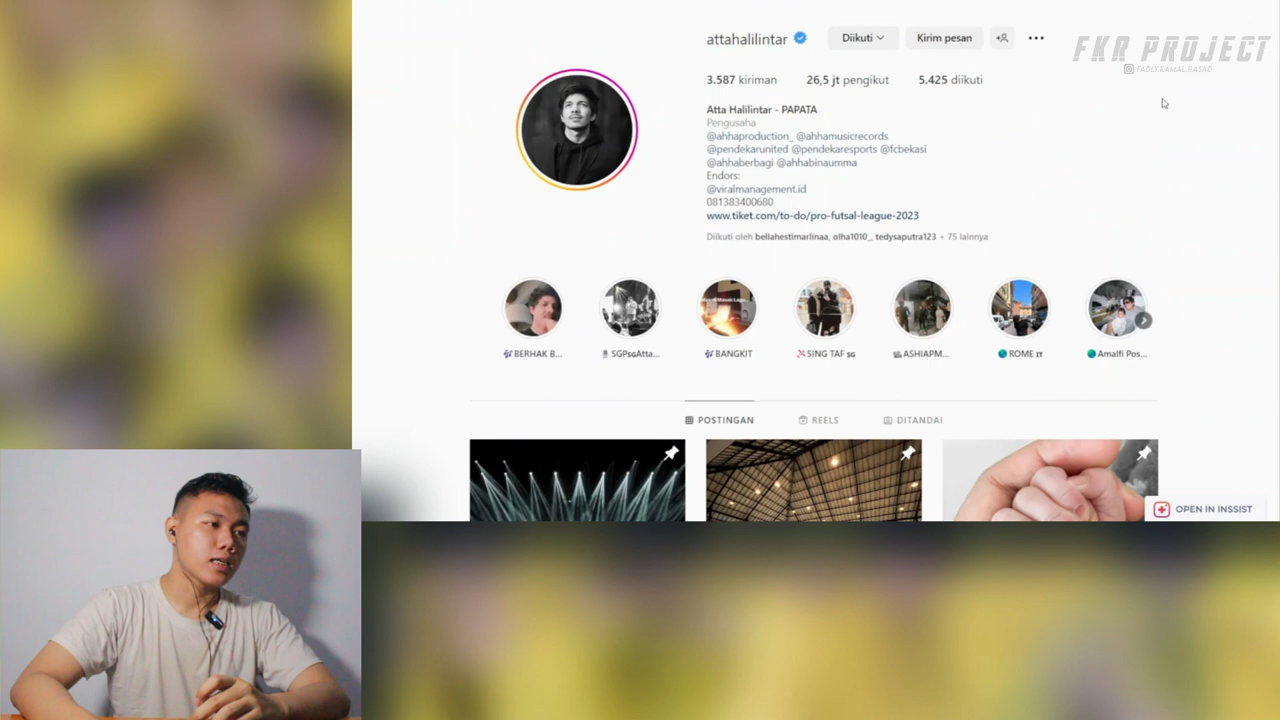 attahalilintar
Diikuti
Kirim pesan
FKR PROJECT
FADLY.KAMAL.RASAD
3.587 kiriman
26,5 jt pengikut
5.425 diikuti
Atta Halilintar - PAPATA
Pengusaha
@ahhaproduction_ @ahhamusicrecords
@pendekarunited @pendekaresports @fcbekasi
@ahhaberbagi @ahhabinaumma
Endors:
@viralmanagement.id
081383400680
www.tiket.com/to-do/pro-futsal-league-2023
Diikuti oleh bellahestimarlinaa, olha1010_, tedysaputra123 + 75 lainnya
BERHAK B...
SGPSGAtta...
BANGKIT
SING TAF SG
ASHIAPM...
ROME IT
Amalfi Pos...
POSTINGAN
REELS
DITANDAI
OPEN IN INSSIST